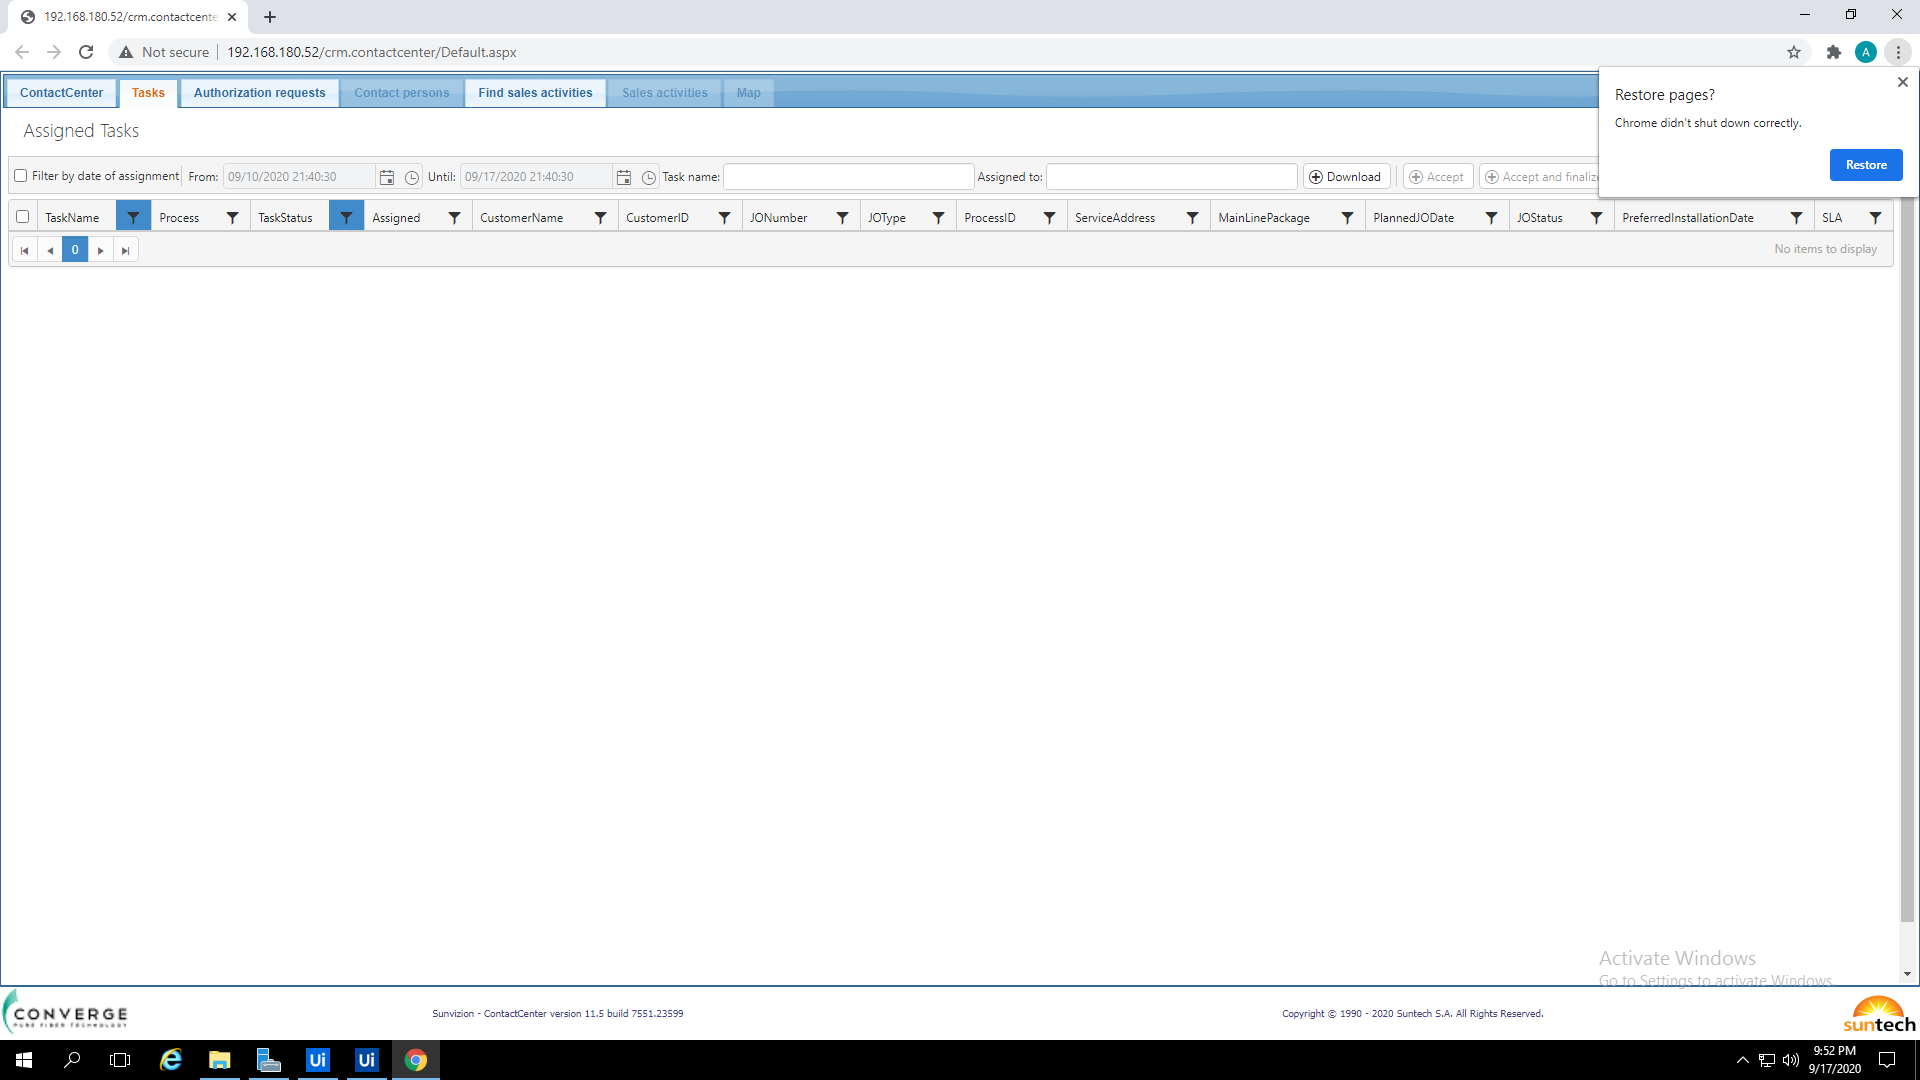 192.168.180.52/crm.contactcente
Not secure
192.168.180.52/crm.contactcenter/Default.aspx
A
ContactCenter
Tasks
Authorization requests
Contact persons
Find sales activities
Sales activities
Map
Restore pages?
Chrome didn't shut down correctly.
Restore
Assigned Tasks
Filter by date of assignment
From:
09/10/2020 21:40:30
Until:
09/17/2020 21:40:30
Task name:
Assigned to:
Download
Accept
Accept and finalize
TaskName
Process
TaskStatus
Assigned
CustomerName
CustomerID
JONumber
JOType
ProcessID
ServiceAddress
MainLinePackage
PlannedJODate
JOStatus
PreferredInstallationDate
SLA
0
No items to display
Activate Windows
Go to Settings to activate Windows.
CONVERGE
PURE FIBER TECHNOLOGY
Sunvizion - ContactCenter version 11.5 build 7551.23599
Copyright © 1990 - 2020 Suntech S.A. All Rights Reserved.
suntech
Ui
Ui
9:52 PM
9/17/2020